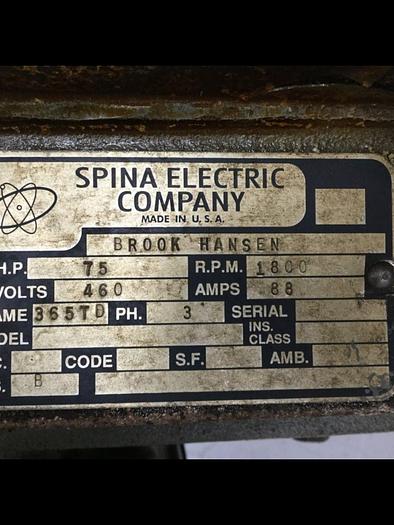 SPINA ELECTRIC
COMPANY
MADE IN U.S.A.
BROOK HANSEN
H.P. 75 R.P.M. 1800
VOLTS 460 AMPS 88
AME 365TD PH. 3 SERIAL
DEL INS. CLASS
C. CODE S.F. AMB.
S. B